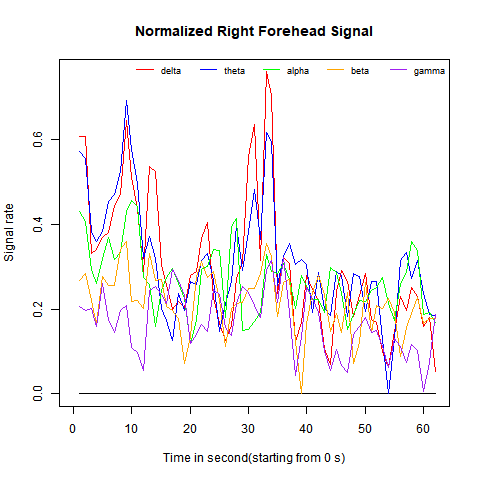 Normalized Right Forehead Signal
delta theta alpha beta gamma
Signal rate
0.6
0.4
0.2
0.0
0 10 20 30 40 50 60
Time in second(starting from 0 s)